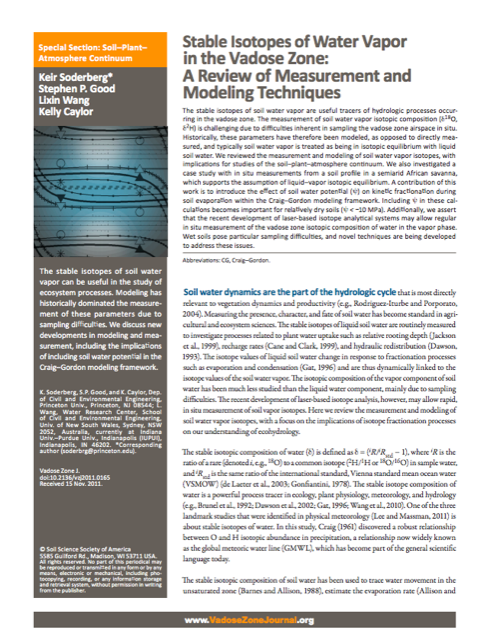 Special Section: Soil–Plant–
Atmosphere Continuum
Keir Soderberg*
Stephen P. Good
Lixin Wang
Kelly Caylor
The stable isotopes of soil water
vapor can be useful in the study of
ecosystem processes. Modeling has
historically dominated the measure-
ment of these parameters due to
sampling difficulties. We discuss new
developments in modeling and mea-
surement, including the implications
of including soil water potential in the
Craig–Gordon modeling framework.
K. Soderberg, S.P. Good, and K. Caylor, Dep.
of Civil and Environmental Engineering,
Princeton Univ., Princeton, NJ 08544; L.
Wang, Water Research Center, School
of Civil and Environmental Engineering,
Univ. of New South Wales, Sydney, NSW
2052, Australia, currently at Indiana
Univ.–Purdue Univ., Indianapolis (IUPUI),
Indianapolis, IN 46202. *Corresponding
author (soderbrg@princeton.edu).
Vadose Zone J.
doi:10.2136/vzj2011.0165
Received 15 Nov. 2011.
© Soil Science Society of America
5585 Guilford Rd., Madison, WI 53711 USA.
All rights reserved. No part of this periodical may
be reproduced or transmitted in any form or by any
means, electronic or mechanical, including pho-
tocopying, recording, or any information storage
and retrieval system, without permission in writing
from the publisher.
Stable Isotopes of Water Vapor
in the Vadose Zone:
A Review of Measurement and
Modeling Techniques
The stable isotopes of soil water vapor are useful tracers of hydrologic processes occur-
ring in the vadose zone. The measurement of soil water vapor isotopic composition (δ¹⁸O,
δ²H) is challenging due to difficulties inherent in sampling the vadose zone airspace in situ.
Historically, these parameters have therefore been modeled, as opposed to directly mea-
sured, and typically soil water vapor is treated as being in isotopic equilibrium with liquid
soil water. We reviewed the measurement and modeling of soil water vapor isotopes, with
implications for studies of the soil–plant–atmosphere continuum. We also investigated a
case study with in situ measurements from a soil profile in a semiarid African savanna,
which supports the assumption of liquid–vapor isotopic equilibrium. A contribution of this
work is to introduce the effect of soil water potential (ψ) on kinetic fractionation during
soil evaporation within the Craig–Gordon modeling framework. Including ψ in these cal-
culations becomes important for relatively dry soils (ψ < −10 MPa). Additionally, we assert
that the recent development of laser-based isotope analytical systems may allow regular
in situ measurement of the vadose zone isotopic composition of water in the vapor phase.
Wet soils pose particular sampling difficulties, and novel techniques are being developed
to address these issues.
Abbreviations: CG, Craig–Gordon.
Soil water dynamics are the part of the hydrologic cycle that is most directly
relevant to vegetation dynamics and productivity (e.g., Rodríguez-Iturbe and Porporato,
2004). Measuring the presence, character, and fate of soil water has become standard in agri-
cultural and ecosystem sciences. The stable isotopes of liquid soil water are routinely measured
to investigate processes related to plant water uptake such as relative rooting depth (Jackson
et al., 1999), recharge rates (Cane and Clark, 1999), and hydraulic redistribution (Dawson,
1993). The isotope values of liquid soil water change in response to fractionation processes
such as evaporation and condensation (Gat, 1996) and are thus dynamically linked to the
isotope values of the soil water vapor. The isotopic composition of the vapor component of soil
water has been much less studied than the liquid water component, mainly due to sampling
difficulties. The recent development of laser-based isotope analysis, however, may allow rapid,
in situ measurement of soil vapor isotopes. Here we review the measurement and modeling of
soil water vapor isotopes, with a focus on the implications of isotope fractionation processes
on our understanding of ecohydrology.
The stable isotopic composition of water (δ) is defined as δ = (ⁱR/ⁱR_std − 1), where ⁱR is the
ratio of a rare (denoted i, e.g., ¹⁸O) to a common isotope (²H/¹H or ¹⁸O/¹⁶O) in sample water,
and ⁱR_std is the same ratio of the international standard, Vienna standard mean ocean water
(VSMOW) (de Laeter et al., 2003; Gonfiantini, 1978). The stable isotope composition of
water is a powerful process tracer in ecology, plant physiology, meteorology, and hydrology
(e.g., Brunel et al., 1992; Dawson et al., 2002; Gat, 1996; Wang et al., 2010). One of the three
landmark studies that were identified in physical meteorology (Lee and Massman, 2011) is
about stable isotopes of water. In this study, Craig (1961) discovered a robust relationship
between O and H isotopic abundance in precipitation, a relationship now widely known
as the global meteoric water line (GMWL), which has become part of the general scientific
language today.
The stable isotopic composition of soil water has been used to trace water movement in the
unsaturated zone (Barnes and Allison, 1988), estimate the evaporation rate (Allison and
www.VadoseZoneJournal.org